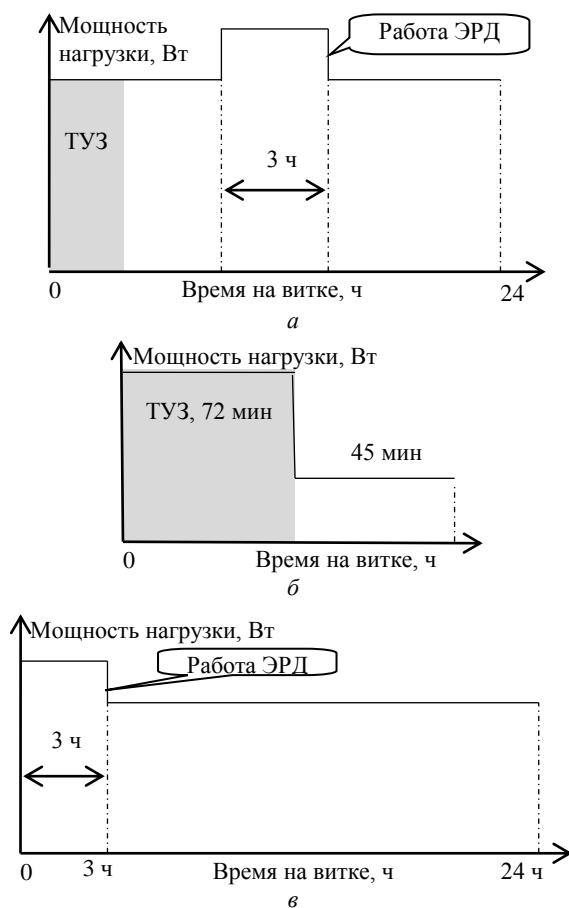 Мощность
нагрузки, Вт
Работа ЭРД
ТУЗ
3 ч
0
Время на витке, ч
24
а
Мощность нагрузки, Вт
ТУЗ, 72 мин
45 мин
0
Время на витке, ч
б
Мощность нагрузки, Вт
Работа ЭРД
3 ч
0
3 ч
Время на витке, ч
24 ч
в